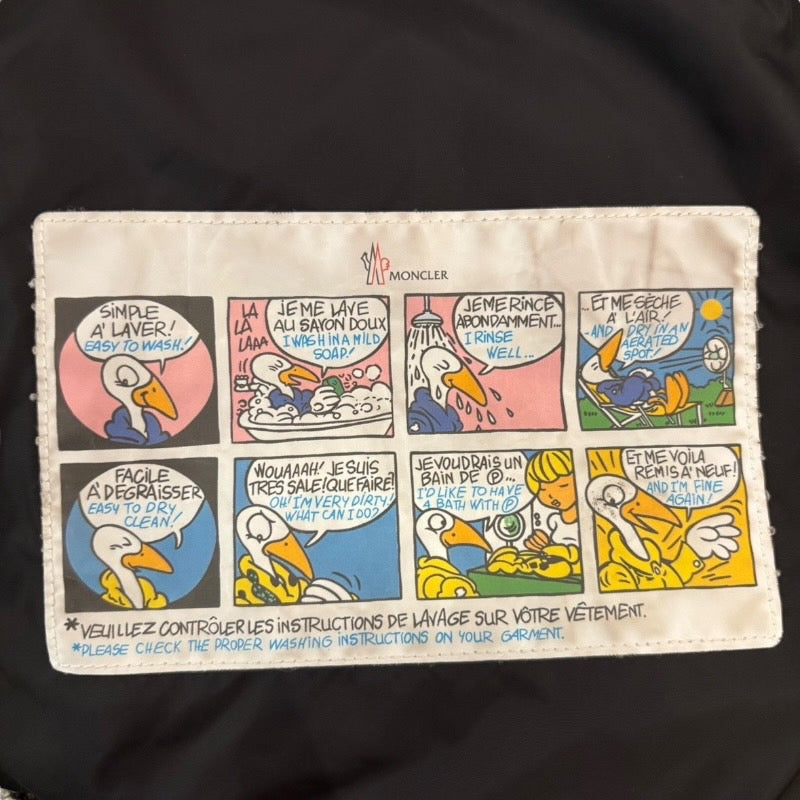 MONCLER
SIMPLE
A' LAVER!
EASY TO WASH!
LA
LA
LAAA
JE ME LAVE
AU SAVON DOUX
I WASH IN A MILD
SOAP!
JE ME RINCE
ABONDAMMENT...
I RINSE
WELL...
...ET ME SÈCHE
A' L'AIR!
...AND DRY IN AN
AERATED
SPOT!
FACILE
A' DEGRAISSER
EASY TO DRY
CLEAN!
WOUAAAH! JE SUIS
TRES SALE! QUE FAIRE?
OH! I'M VERY DIRTY!
WHAT CAN I DO?
JE VOUDRAIS UN
BAIN DE Ⓟ...
I'D LIKE TO HAVE
A BATH WITH Ⓟ
ET ME VOILA
REMIS A' NEUF!
AND I'M FINE
AGAIN!
*VEUILLEZ CONTRÔLER LES INSTRUCTIONS DE LAVAGE SUR VÔTRE VÊTEMENT.
*PLEASE CHECK THE PROPER WASHING INSTRUCTIONS ON YOUR GARMENT.